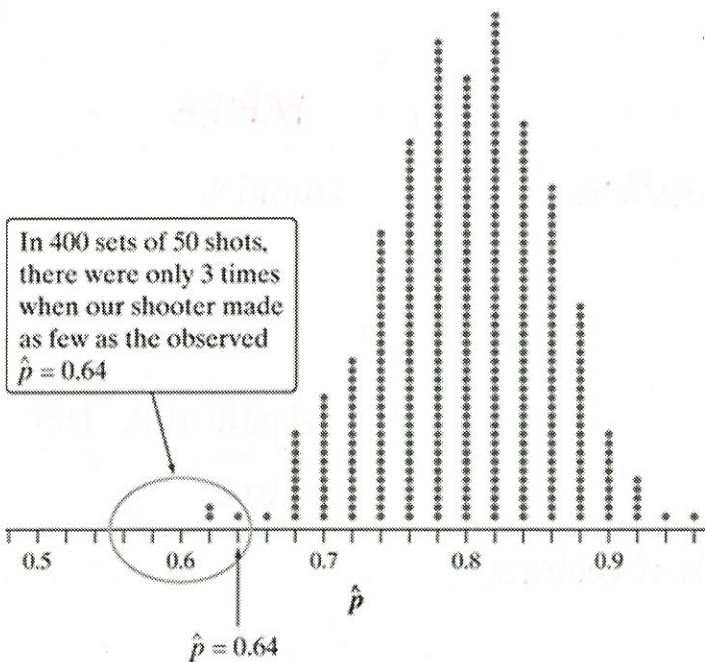 In 400 sets of 50 shots,
there were only 3 times
when our shooter made
as few as the observed
p̂ = 0.64
0.5 0.6 0.7 0.8 0.9
p̂
p̂ = 0.64